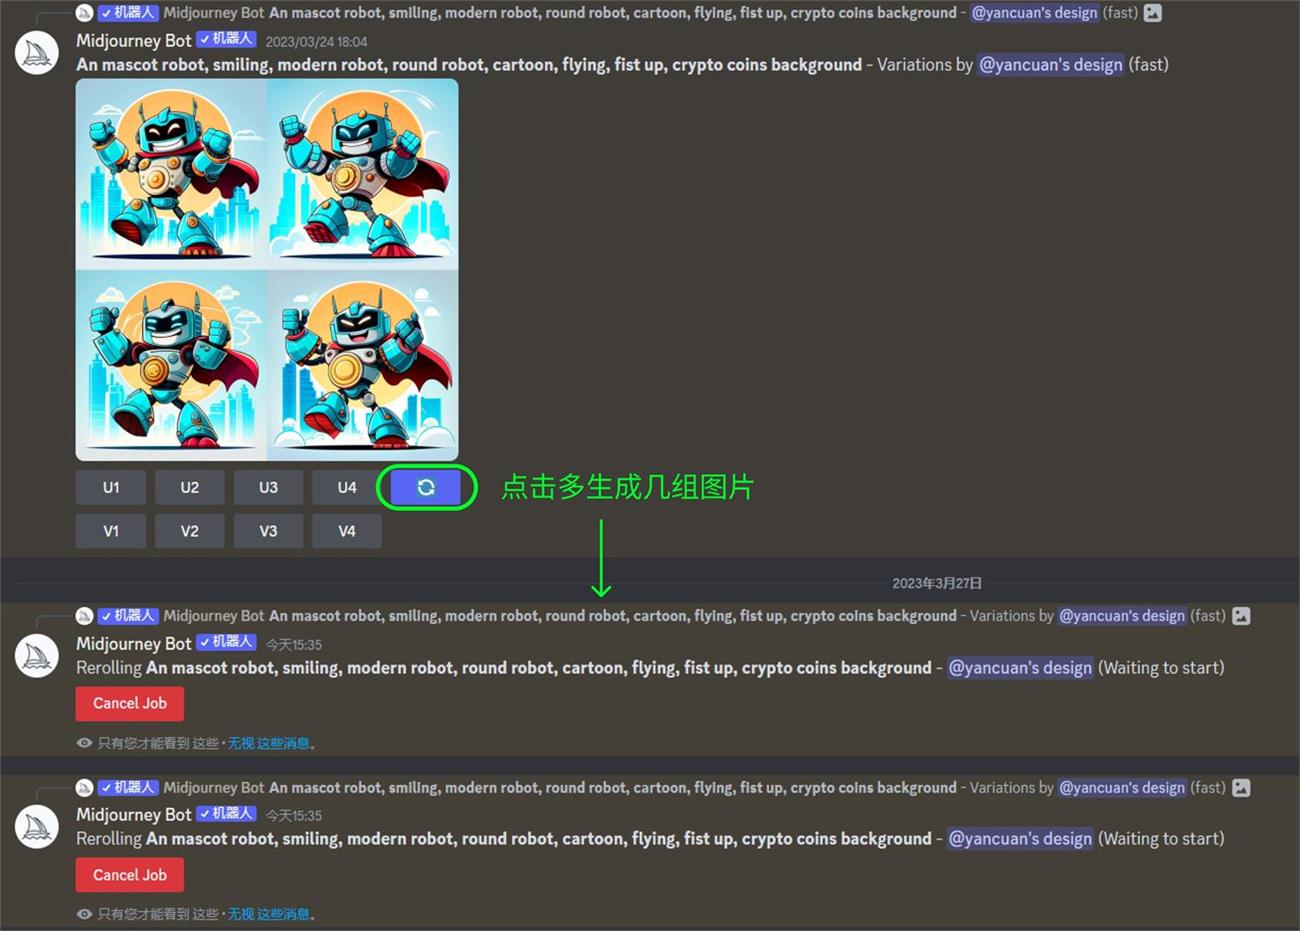 ✓机器人 Midjourney Bot An mascot robot, smiling, modern robot, round robot, cartoon, flying, fist up, crypto coins background - @yancuan's design (fast)
Midjourney Bot ✓机器人 2023/03/24 18:04
An mascot robot, smiling, modern robot, round robot, cartoon, flying, fist up, crypto coins background - Variations by @yancuan's design (fast)
U1 U2 U3 U4 点击多生成几组图片
V1 V2 V3 V4
2023年3月27日
✓机器人 Midjourney Bot An mascot robot, smiling, modern robot, round robot, cartoon, flying, fist up, crypto coins background - Variations by @yancuan's design (fast)
Midjourney Bot ✓机器人 今天15:35
Rerolling An mascot robot, smiling, modern robot, round robot, cartoon, flying, fist up, crypto coins background - @yancuan's design (Waiting to start)
Cancel Job
只有您才能看到 这些 · 无视 这些消息。
✓机器人 Midjourney Bot An mascot robot, smiling, modern robot, round robot, cartoon, flying, fist up, crypto coins background - Variations by @yancuan's design (fast)
Midjourney Bot ✓机器人 今天15:35
Rerolling An mascot robot, smiling, modern robot, round robot, cartoon, flying, fist up, crypto coins background - @yancuan's design (Waiting to start)
Cancel Job
只有您才能看到 这些 · 无视 这些消息。